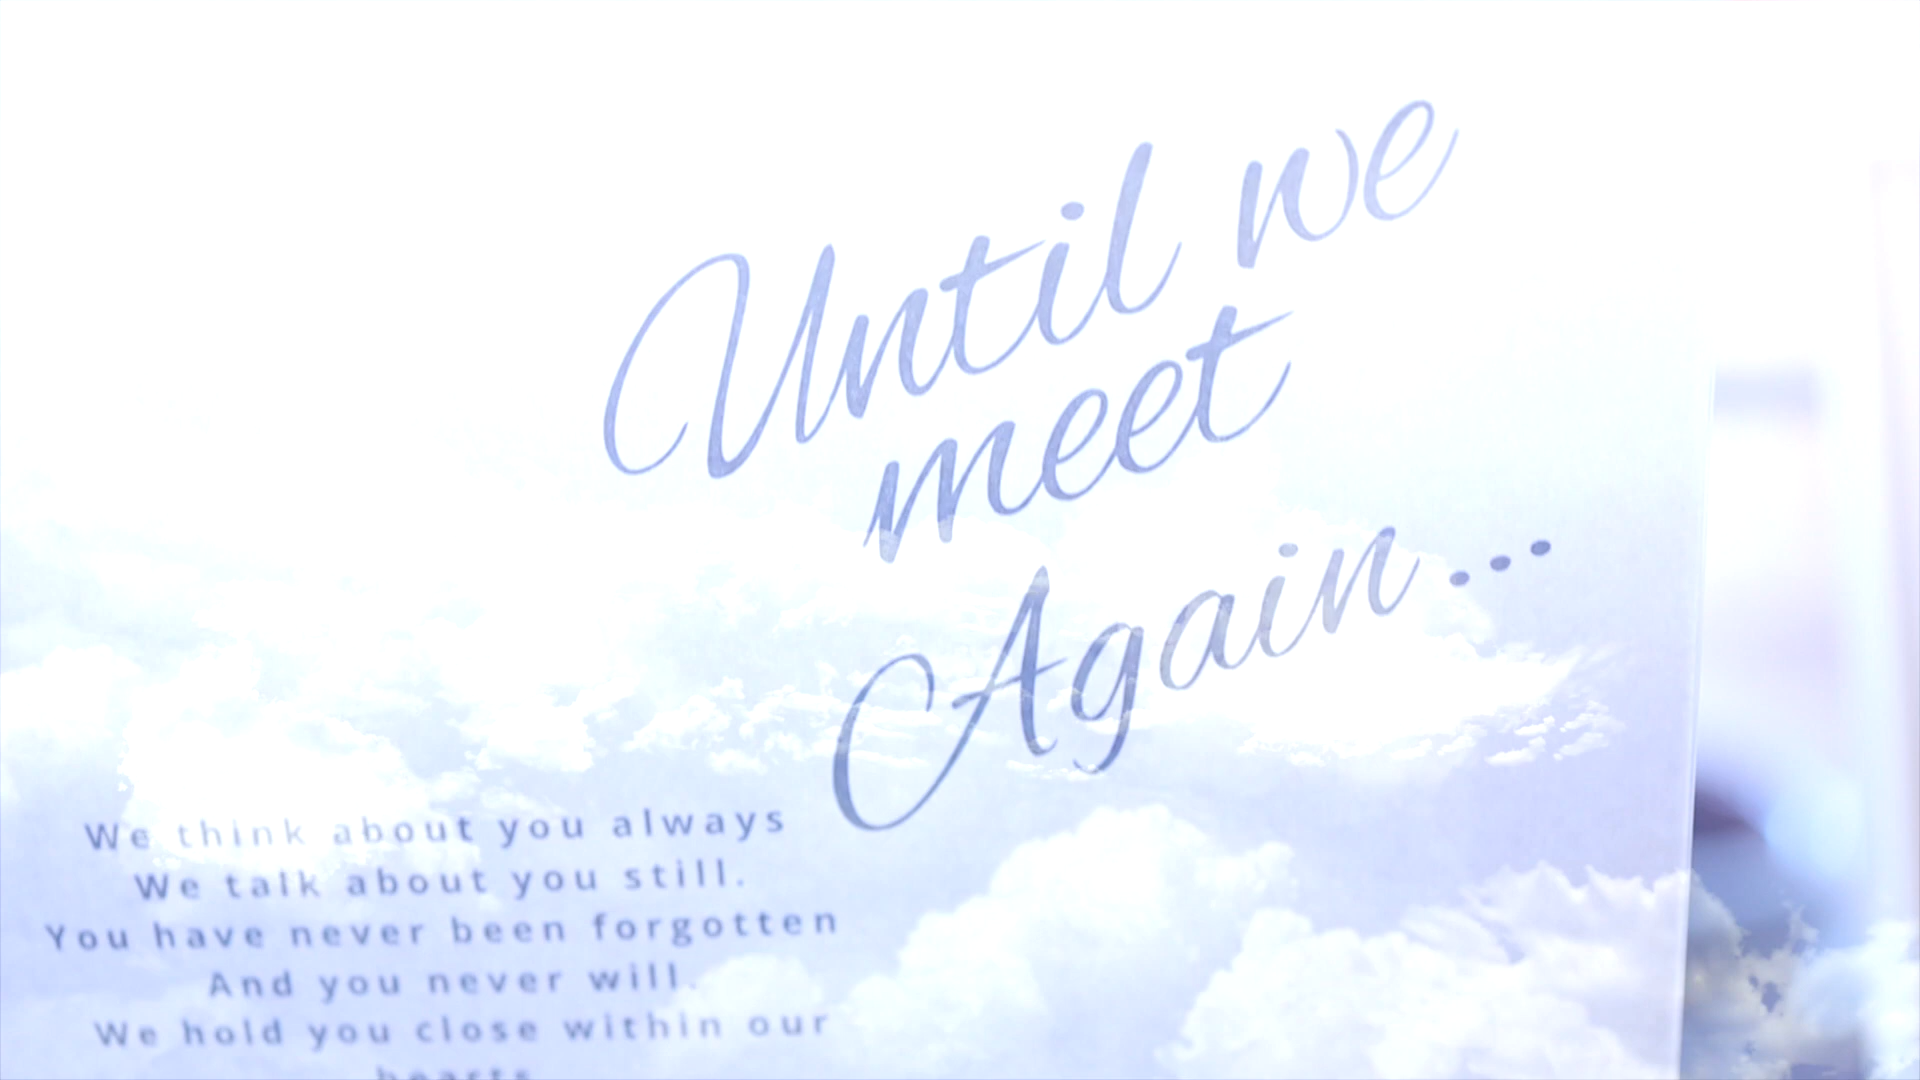 Until we
meet
Again...
We think about you always
We talk about you still.
You have never been forgotten
And you never will.
We hold you close within our
hearts